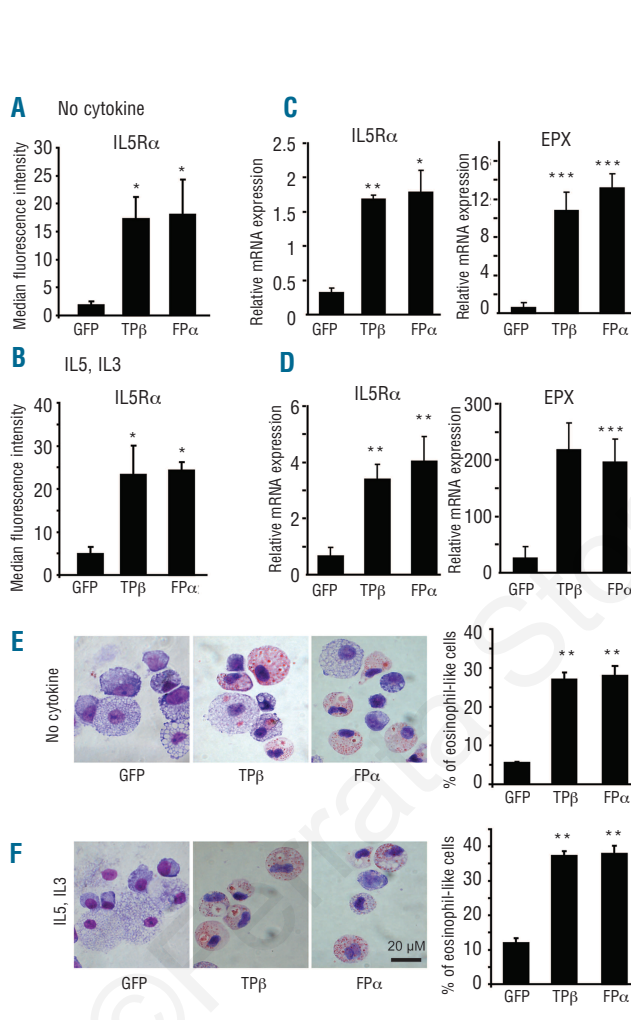 A No cytokine
IL5Rα
Median fluorescence intensity
30
25
20
15
10
5
0
*
*
GFP TPβ FPα
C
IL5Rα
Relative mRNA expression
2.5
2
1.5
1
0.5
0
**
*
GFP TPβ FPα
EPX
Relative mRNA expression
16
12
8
4
0
***
***
GFP TPβ FPα
B IL5, IL3
IL5Rα
Median fluorescence intensity
40
30
20
10
0
*
*
GFP TPβ FPα
D
IL5Rα
Relative mRNA expression
6
4
2
0
**
**
GFP TPβ FPα
EPX
Relative mRNA expression
300
200
100
0
***
GFP TPβ FPα
E
No cytokine
GFP TPβ FPα
% of eosinophil-like cells
40
30
20
10
0
**
**
GFP TPβ FPα
F
IL5, IL3
20 µM
GFP TPβ FPα
% of eosinophil-like cells
40
30
20
10
0
**
**
GFP TPβ FPα
©Ferrata Sto